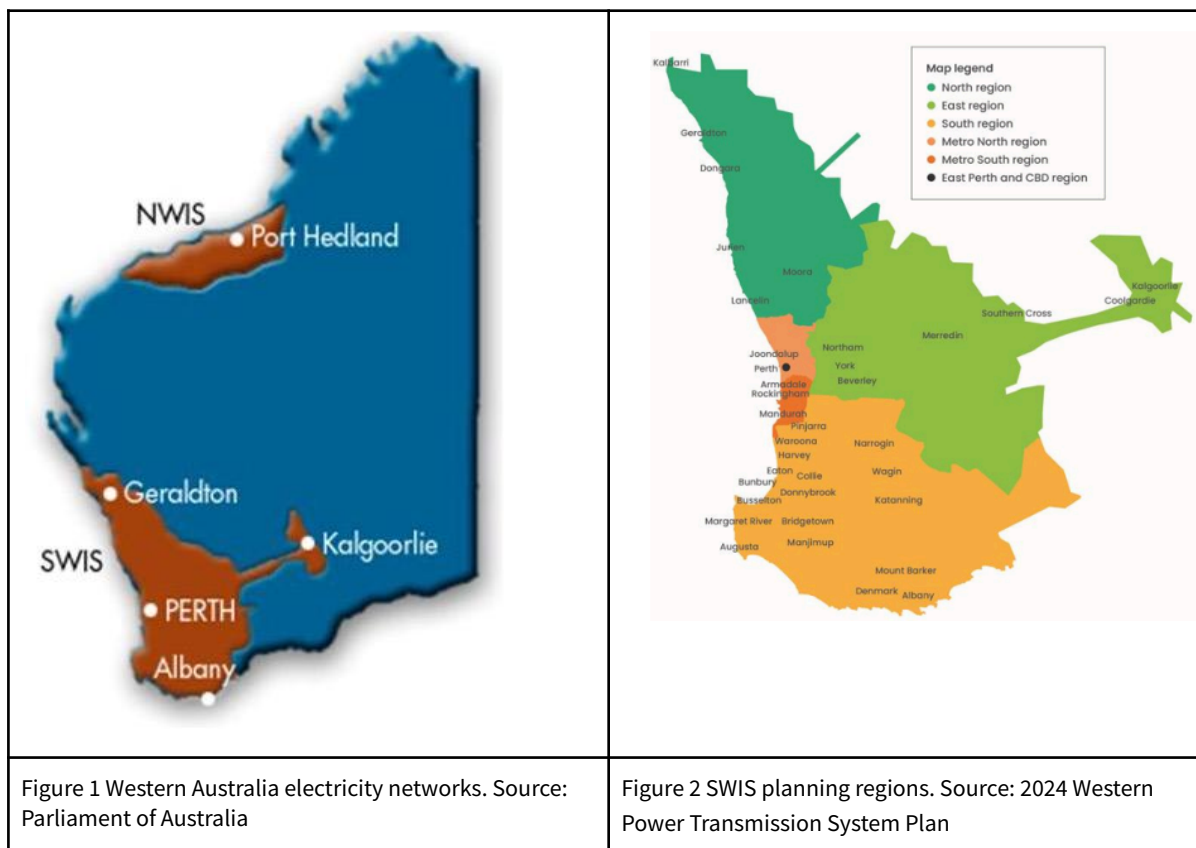 NWIS
Port Hedland
Geraldton
SWIS
Kalgoorlie
PERTH
Albany
Map legend
North region
East region
South region
Metro North region
Metro South region
East Perth and CBD region
Kalbarri
Geraldton
Dongara
Jurien
Moora
Lancelin
Kalgoorlie
Coolgardie
Southern Cross
Merredin
Northam
Joondalup
Perth
York
Beverley
Armadale
Rockingham
Mandurah
Pinjarra
Waroona
Narrogin
Harvey
Eaton
Collie
Wagin
Bunbury
Donnybrook
Busselton
Katanning
Margaret River
Bridgetown
Augusta
Manjimup
Mount Barker
Denmark
Albany
Figure 1 Western Australia electricity networks. Source:
Parliament of Australia
Figure 2 SWIS planning regions. Source: 2024 Western
Power Transmission System Plan